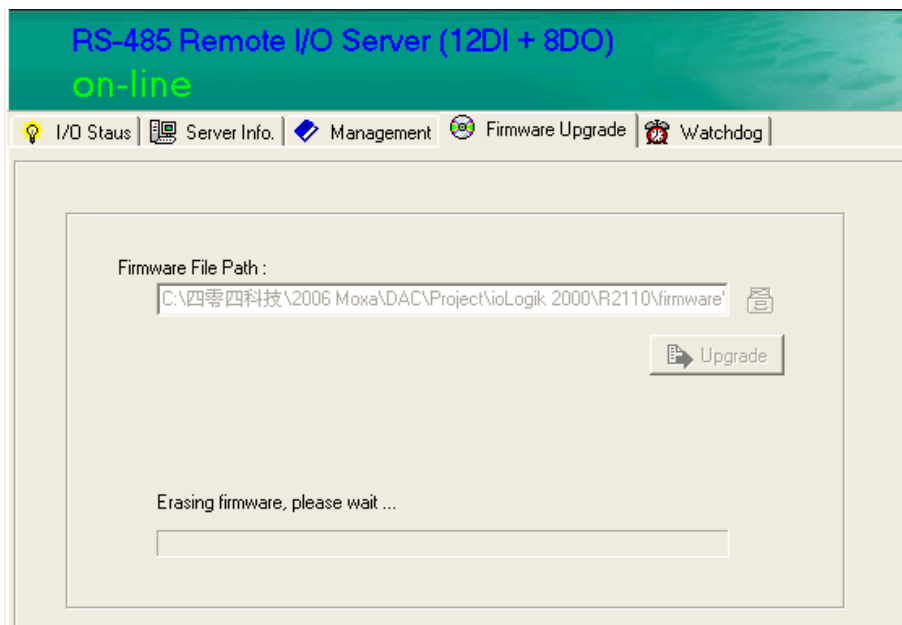 RS-485 Remote I/O Server (12DI + 8DO)
on-line
I/O Staus Server Info. Management Firmware Upgrade Watchdog
Firmware File Path :
C:\四零四科技\2006 Moxa\DAC\Project\ioLogik 2000\R2110\firmware'
Upgrade
Erasing firmware, please wait ...